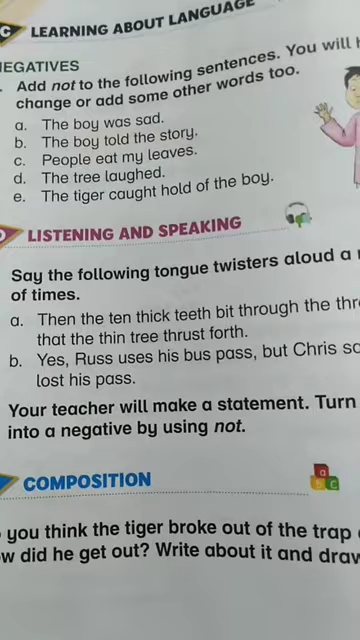 C LEARNING ABOUT LANGUAGE
NEGATIVES
Add not to the following sentences. You will
change or add some other words too.
a. The boy was sad.
b. The boy told the story.
c. People eat my leaves.
d. The tree laughed.
e. The tiger caught hold of the boy.
LISTENING AND SPEAKING
Say the following tongue twisters aloud a
of times.
a. Then the ten thick teeth bit through the
that the thin tree thrust forth.
b. Yes, Russ uses his bus pass, but Chris
lost his pass.
Your teacher will make a statement. Turn
into a negative by using not.
COMPOSITION
a
b c
you think the tiger broke out of the trap
did he get out? Write about it and draw